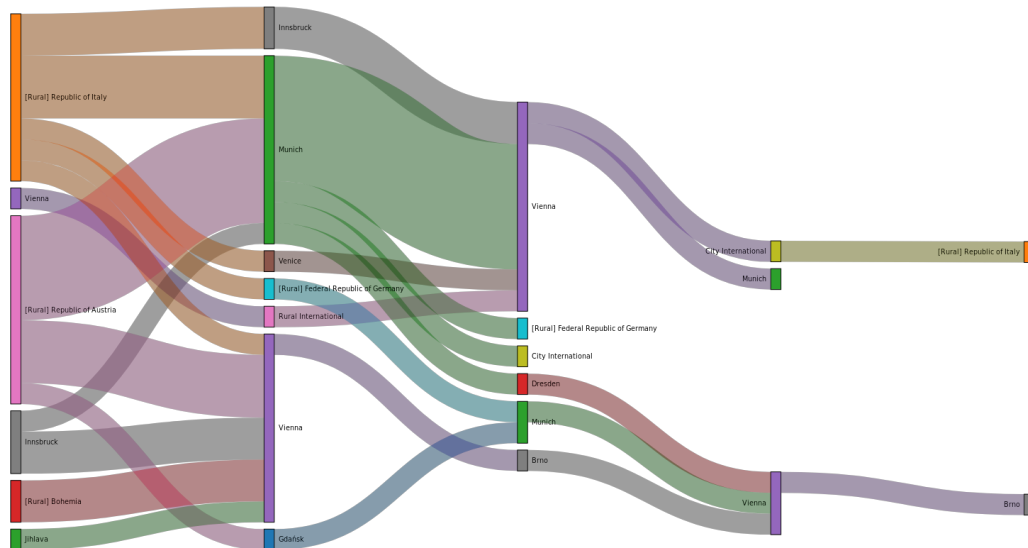 [Rural] Republic of Italy
Vienna
[Rural] Republic of Austria
Innsbruck
[Rural] Bohemia
Jihlava
Innsbruck
Munich
Venice
[Rural] Federal Republic of Germany
Rural International
Vienna
Gdańsk
Vienna
[Rural] Federal Republic of Germany
City International
Dresden
Munich
Brno
City International
Munich
Vienna
[Rural] Republic of Italy
Brno